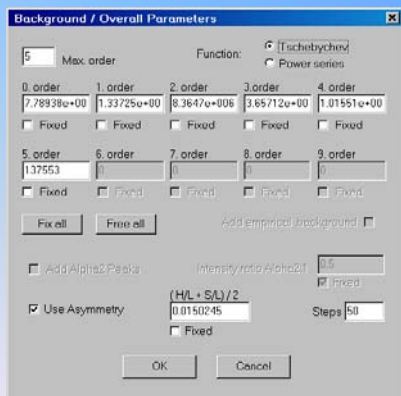 Background / Overall Parameters
5 Max. order Function: Tschebychev
Power series
0. order 1. order 2. order 3.order 4. order
7.78938e+00 1.33725e+00 8.3647e+006 3.65712e+00 1.01551e+00
Fixed Fixed Fixed Fixed Fixed
5. order 6. order 7. order 8. order 9. order
137553 0 0 0 0
Fixed Fixed Fixed Fixed Fixed
Fix all Free all Add empirical background
Add Alpha2 Peaks Intensity ratio Alpha2:1 0.5
Fixed
(H/L + S/L) / 2
Use Asymmetry 0.0150245 Steps 50
Fixed
OK Cancel